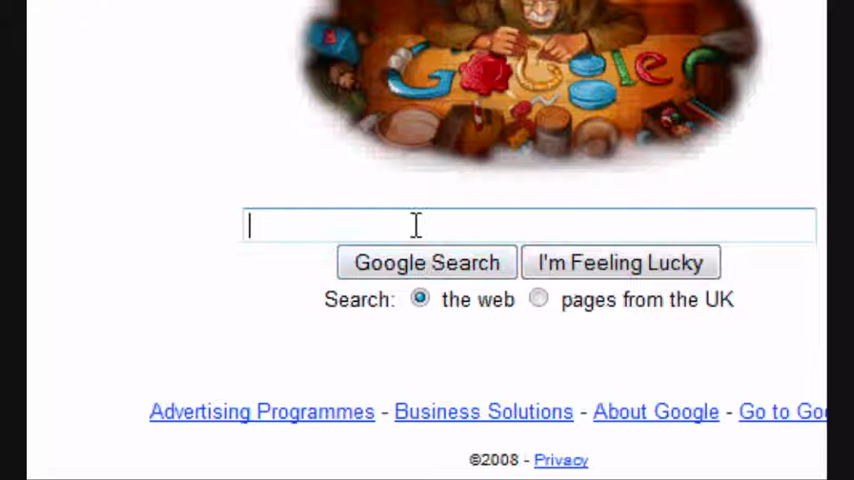 Google
Google Search I'm Feeling Lucky
Search: the web pages from the UK
Advertising Programmes - Business Solutions - About Google - Go to Goo
©2008 - Privacy